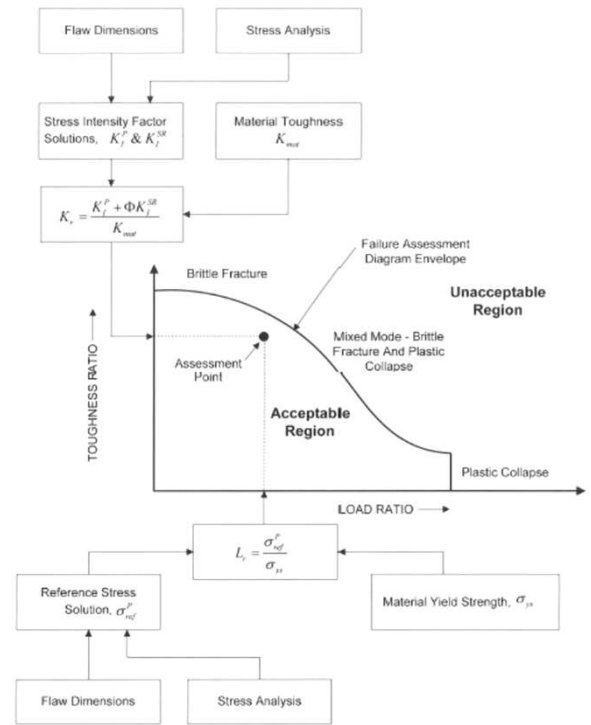 Flaw Dimensions
Stress Analysis
Stress Intensity Factor
Solutions, K_I^P & K_I^SR
Material Toughness
K_mat
K_r = (K_I^P + ΦK_I^SR) / K_mat
Failure Assessment
Diagram Envelope
Brittle Fracture
Unacceptable
Region
Mixed Mode - Brittle
Fracture And Plastic
Collapse
TOUGHNESS RATIO
Assessment
Point
Acceptable
Region
Plastic Collapse
LOAD RATIO
L_r = σ_ref^P / σ_ys
Reference Stress
Solution, σ_ref^P
Material Yield Strength, σ_ys
Flaw Dimensions
Stress Analysis